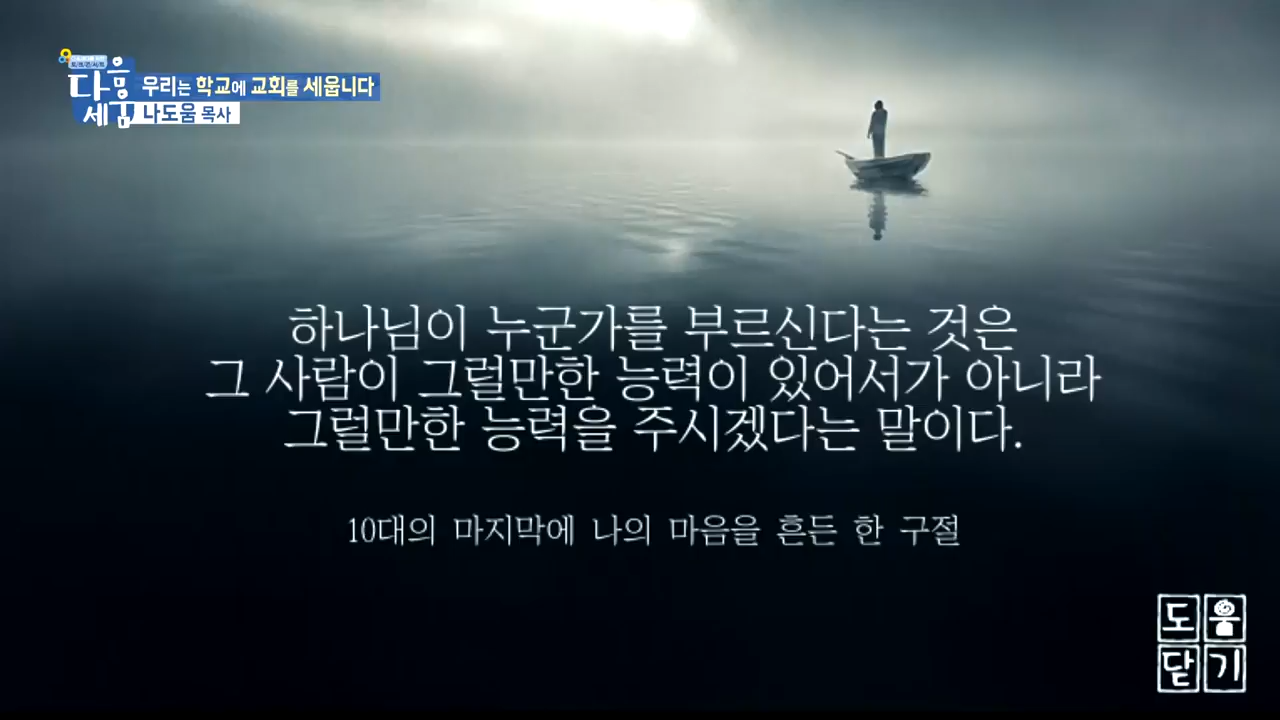 다음
세움
우리는 학교에 교회를 세웁니다
나도움 목사
하나님이 누군가를 부르신다는 것은
그 사람이 그럴만한 능력이 있어서가 아니라
그럴만한 능력을 주시겠다는 말이다.
10대의 마지막에 나의 마음을 흔든 한 구절
도움
닫기